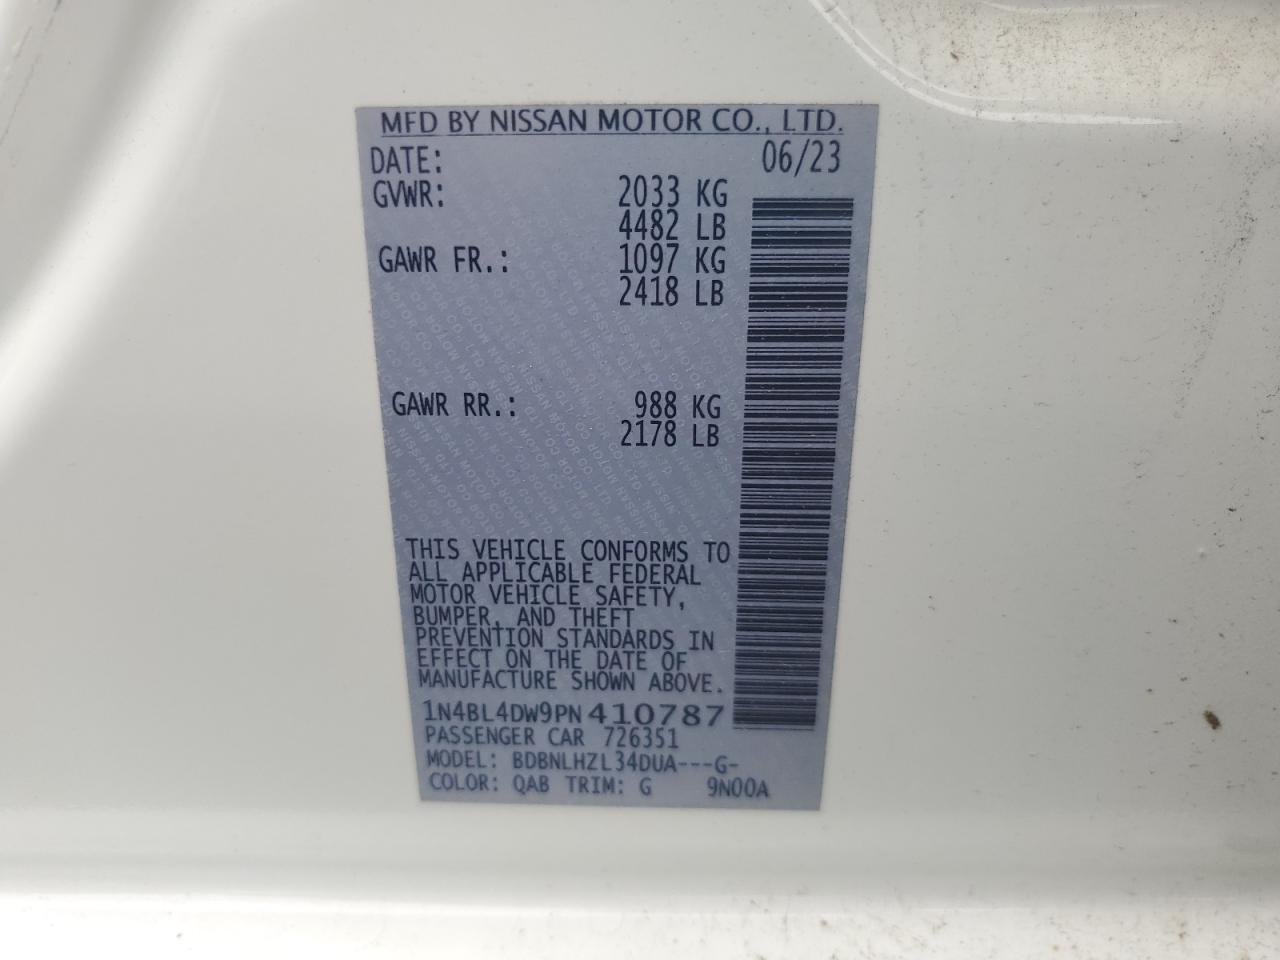 MFD BY NISSAN MOTOR CO., LTD.
DATE: 06/23
GVWR: 2033 KG
4482 LB
GAWR FR.: 1097 KG
2418 LB
GAWR RR.: 988 KG
2178 LB
THIS VEHICLE CONFORMS TO
ALL APPLICABLE FEDERAL
MOTOR VEHICLE SAFETY,
BUMPER, AND THEFT
PREVENTION STANDARDS IN
EFFECT ON THE DATE OF
MANUFACTURE SHOWN ABOVE.
1N4BL4DW9PN410787
PASSENGER CAR 726351
MODEL: BDBNLHZL34DUA---G-
COLOR: QAB TRIM: G 9N00A